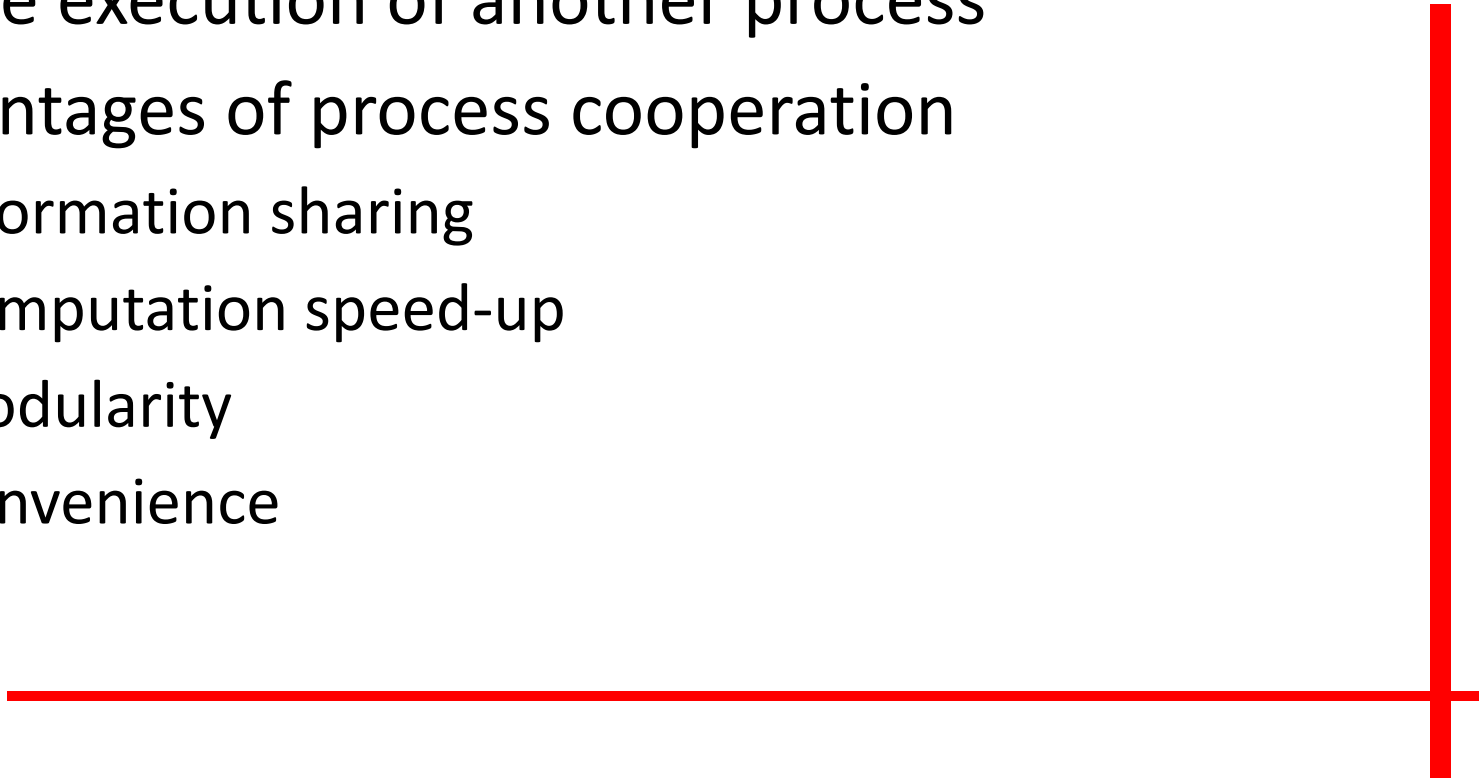 e execution of another process
ntages of process cooperation
ormation sharing
mputation speed-up
odularity
nvenience